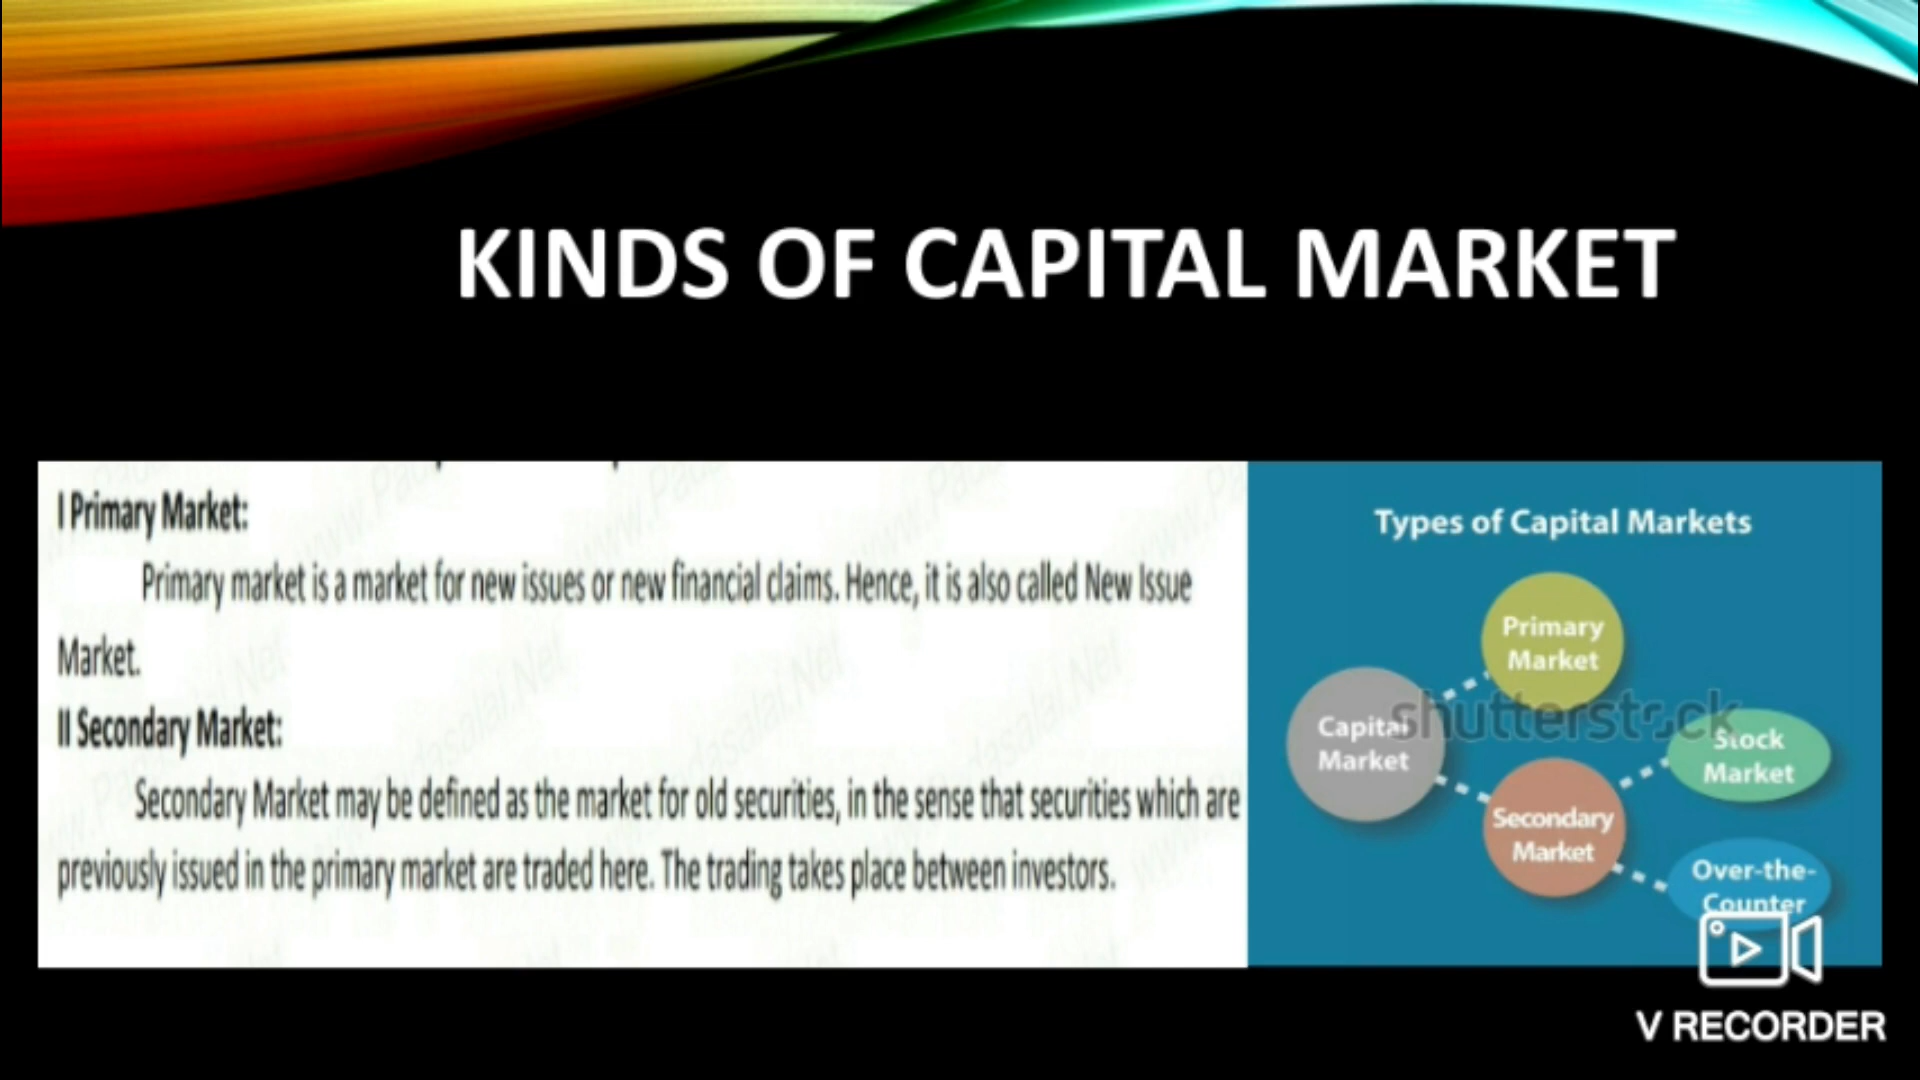 KINDS OF CAPITAL MARKET
I Primary Market:
Primary market is a market for new issues or new financial claims. Hence, it is also called New Issue
Market.
II Secondary Market:
Secondary Market may be defined as the market for old securities, in the sense that securities which are
previously issued in the primary market are traded here. The trading takes place between investors.
Types of Capital Markets
Primary
Market
Capital
Market
shutterstock
Stock
Market
Secondary
Market
Over-the-
Counter
V RECORDER